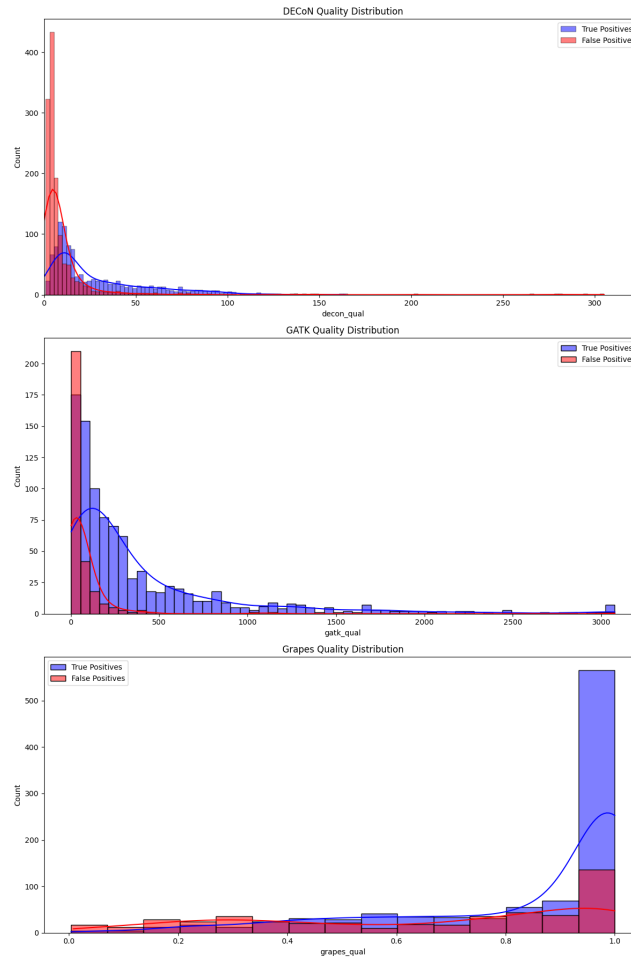 DECoN Quality Distribution
True Positives
False Positives
400
300
200
100
0
Count
0
50
100
150
200
250
300
decon_qual
GATK Quality Distribution
True Positives
False Positives
200
175
150
125
100
75
50
25
0
Count
0
500
1000
1500
2000
2500
3000
gatk_qual
Grapes Quality Distribution
True Positives
False Positives
500
400
300
200
100
0
Count
0.0
0.2
0.4
0.6
0.8
1.0
grapes_qual